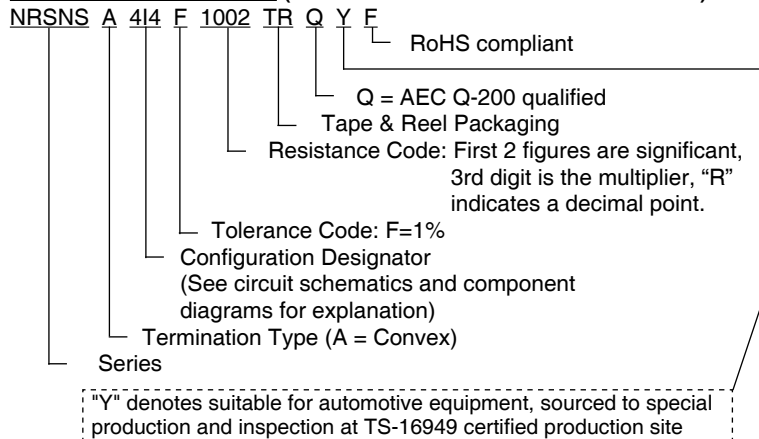 NRSNS A 4I4 F 1002 TR Q Y F
RoHS compliant
Q = AEC Q-200 qualified
Tape & Reel Packaging
Resistance Code: First 2 figures are significant,
3rd digit is the multiplier, “R”
indicates a decimal point.
Tolerance Code: F=1%
Configuration Designator
(See circuit schematics and component
diagrams for explanation)
Termination Type (A = Convex)
Series
"Y" denotes suitable for automotive equipment, sourced to special
production and inspection at TS-16949 certified production site